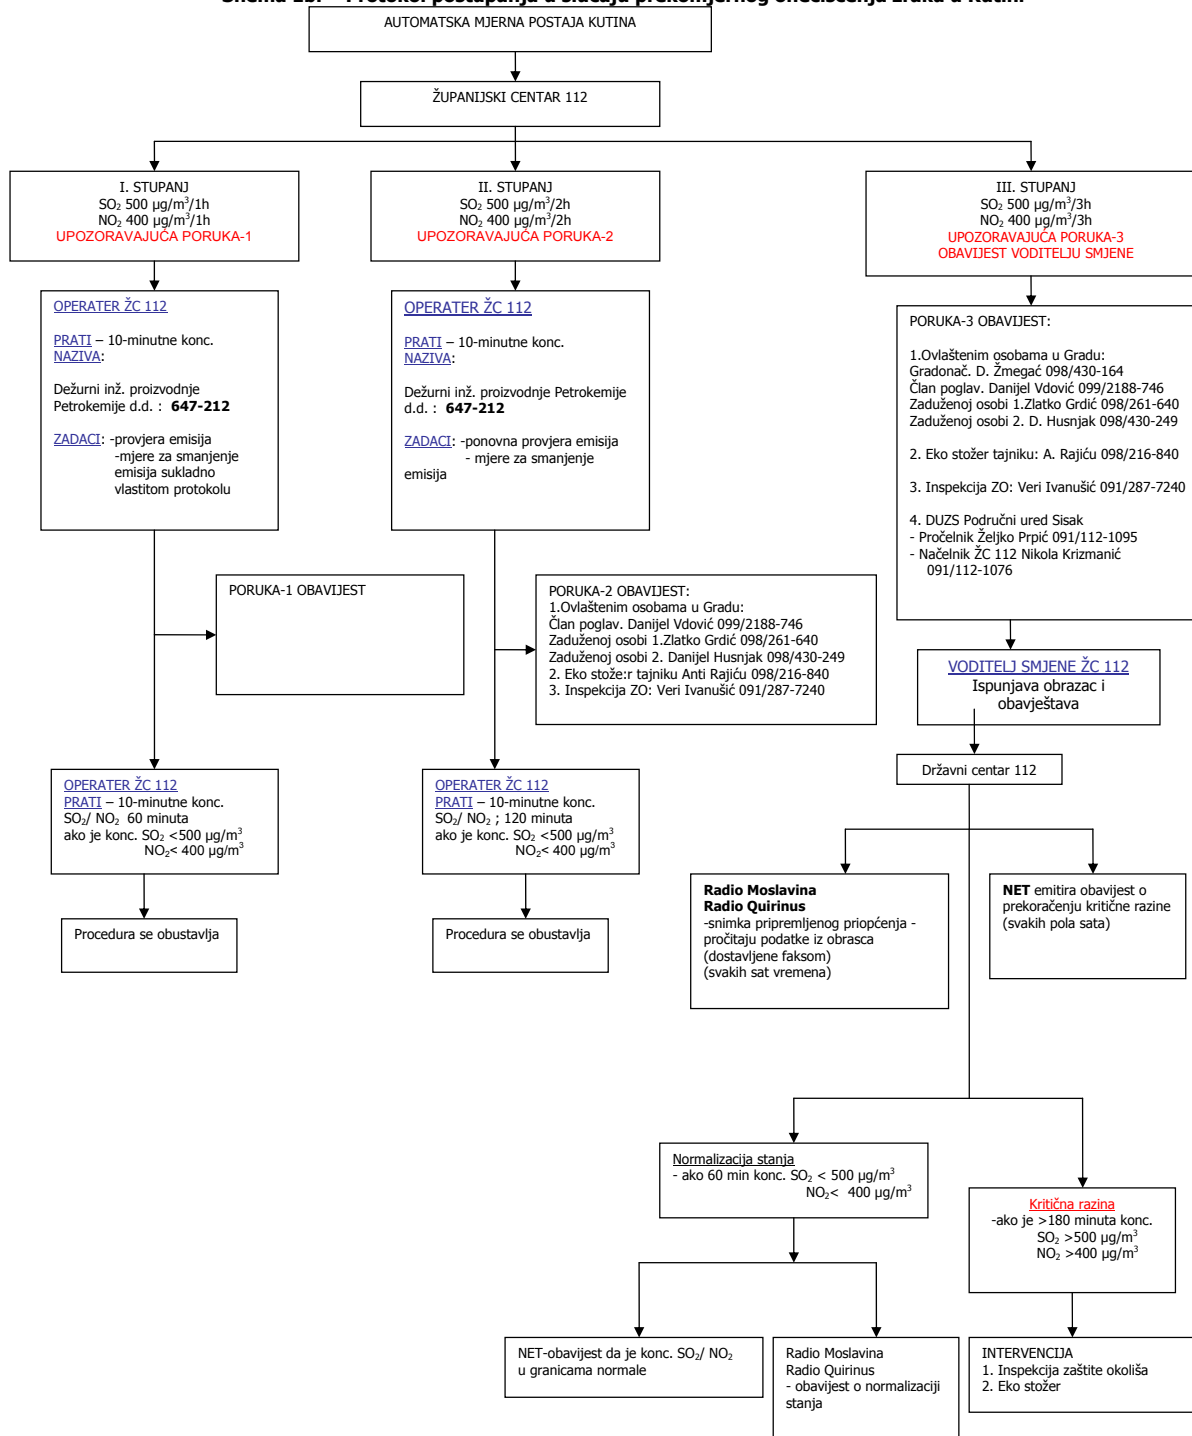 AUTOMATSKA MJERNA POSTAJA KUTINA
ŽUPANIJSKI CENTAR 112
I. STUPANJ
SO₂ 500 µg/m³/1h
NO₂ 400 µg/m³/1h
UPOZORAVAJUĆA PORUKA-1
II. STUPANJ
SO₂ 500 µg/m³/2h
NO₂ 400 µg/m³/2h
UPOZORAVAJUĆA PORUKA-2
III. STUPANJ
SO₂ 500 µg/m³/3h
NO₂ 400 µg/m³/3h
UPOZORAVAJUĆA PORUKA-3
OBAVIJEST VODITELJU SMJENE
OPERATER ŽC 112
PRATI – 10-minutne konc.
NAZIVA:
Dežurni inž. proizvodnje
Petrokemije d.d. : 647-212
ZADACI: -provjera emisija
-mjere za smanjenje
emisija sukladno
vlastitom protokolu
OPERATER ŽC 112
PRATI – 10-minutne konc.
NAZIVA:
Dežurni inž. proizvodnje Petrokemije
d.d. : 647-212
ZADACI: -ponovna provjera emisija
- mjere za smanjenje
emisija
PORUKA-3 OBAVIJEST:
1.Ovlaštenim osobama u Gradu:
Gradonač. D. Žmegać 098/430-164
Član poglav. Danijel Vdović 099/2188-746
Zaduženoj osobi 1.Zlatko Grdić 098/261-640
Zaduženoj osobi 2. D. Husnjak 098/430-249
2. Eko stožer tajniku: A. Rajiću 098/216-840
3. Inspekcija ZO: Veri Ivanušić 091/287-7240
4. DUZS Područni ured Sisak
- Pročelnik Željko Prpić 091/112-1095
- Načelnik ŽC 112 Nikola Krizmanić
091/112-1076
PORUKA-1 OBAVIJEST
PORUKA-2 OBAVIJEST:
1.Ovlaštenim osobama u Gradu:
Član poglav. Danijel Vdović 099/2188-746
Zaduženoj osobi 1.Zlatko Grdić 098/261-640
Zaduženoj osobi 2. Danijel Husnjak 098/430-249
2. Eko stože:r tajniku Anti Rajiću 098/216-840
3. Inspekcija ZO: Veri Ivanušić 091/287-7240
VODITELJ SMJENE ŽC 112
Ispunjava obrazac i
obavještava
Državni centar 112
OPERATER ŽC 112
PRATI – 10-minutne konc.
SO₂/ NO₂ 60 minuta
ako je konc. SO₂ <500 µg/m³
NO₂< 400 µg/m³
OPERATER ŽC 112
PRATI – 10-minutne konc.
SO₂/ NO₂ ; 120 minuta
ako je konc. SO₂ <500 µg/m³
NO₂< 400 µg/m³
Procedura se obustavlja
Procedura se obustavlja
Radio Moslavina
Radio Quirinus
-snimka pripremljenog priopćenja -
pročitaju podatke iz obrasca
(dostavljene faksom)
(svakih sat vremena)
NET emitira obavijest o
prekoračenju kritične razine
(svakih pola sata)
Normalizacija stanja
- ako 60 min konc. SO₂ < 500 µg/m³
NO₂< 400 µg/m³
Kritična razina
-ako je >180 minuta konc.
SO₂ >500 µg/m³
NO₂ >400 µg/m³
NET-obavijest da je konc. SO₂/ NO₂
u granicama normale
Radio Moslavina
Radio Quirinus
- obavijest o normalizaciji
stanja
INTERVENCIJA
1. Inspekcija zaštite okoliša
2. Eko stožer